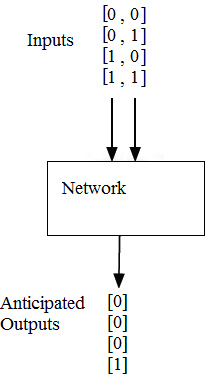 Inputs
[0 , 0]
[0 , 1]
[1 , 0]
[1 , 1]
Network
Anticipated
Outputs
[0]
[0]
[0]
[1]